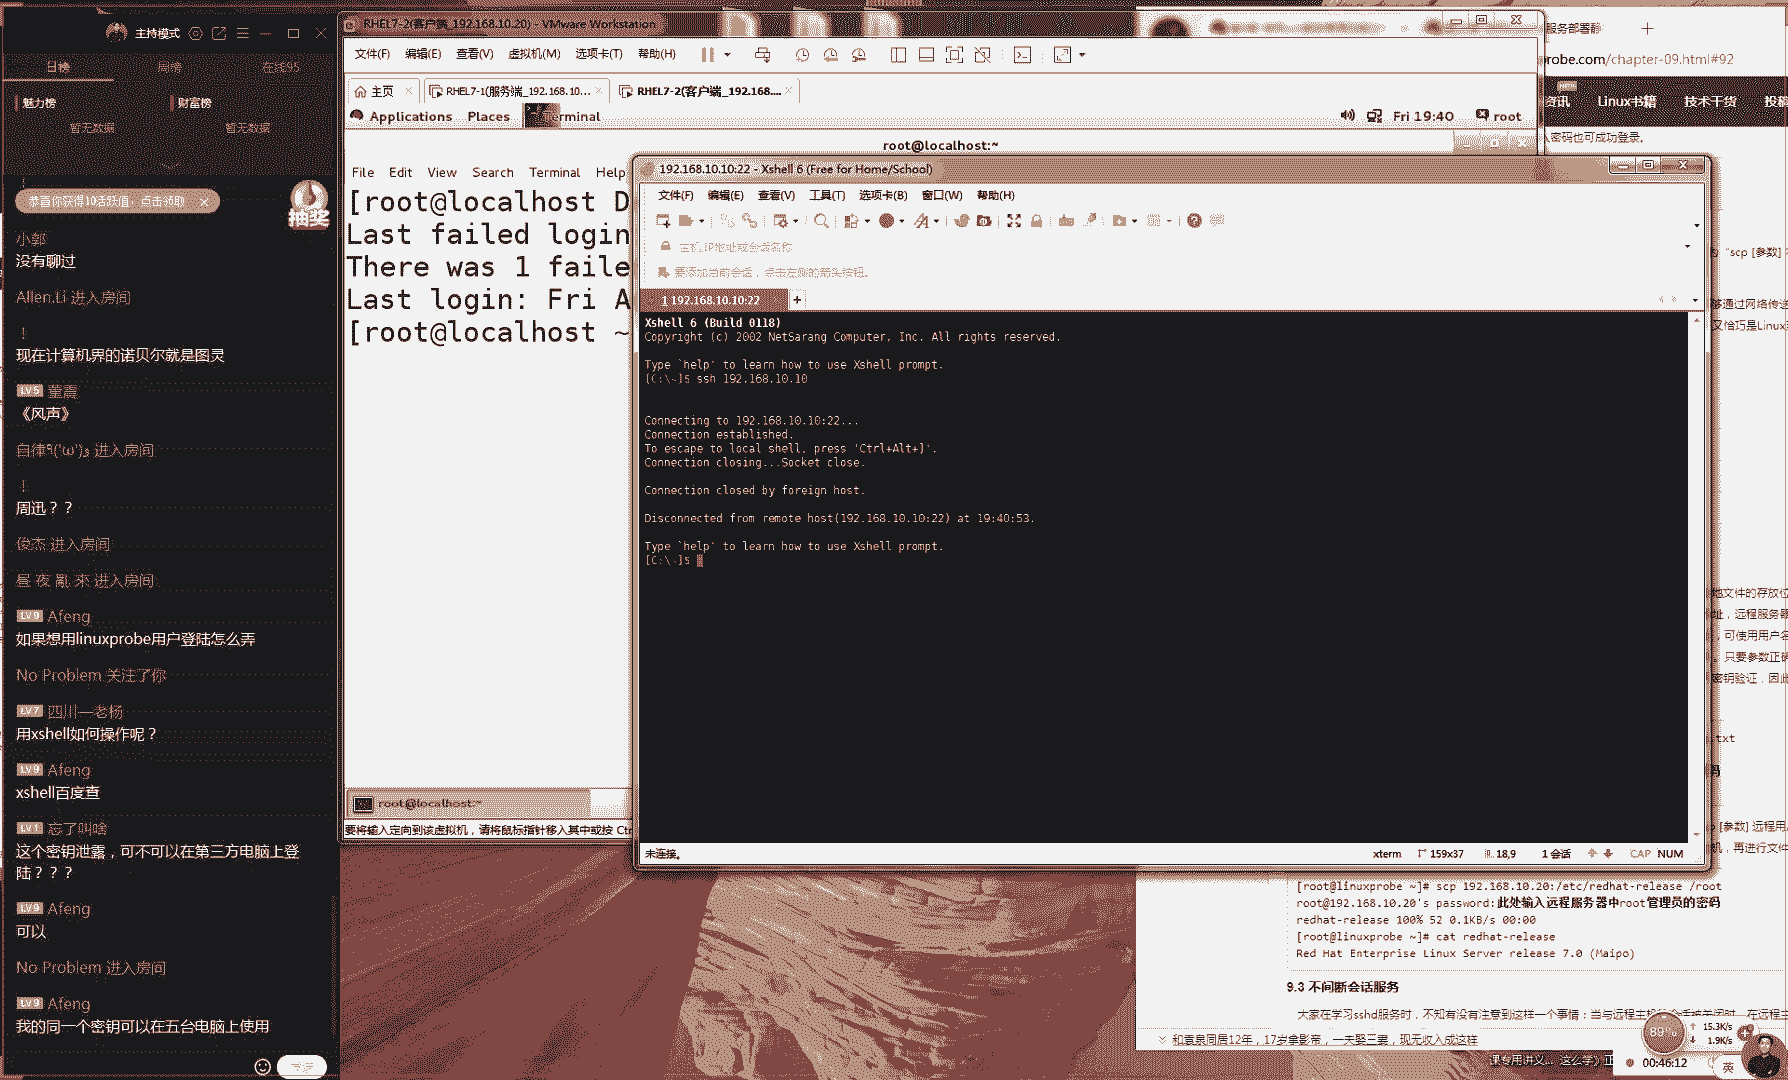 主持模式
日榜
周榜
在线95
魅力榜
财富榜
暂无数据
暂无数据
恭喜你获得10活跃值，点击领取
抽奖
小郭
没有聊过
Allen.Li 进入房间
!
现在计算机界的诺贝尔就是图灵
LV5 董震
《风声》
进入房间
!
周迅？？
俊杰 进入房间
昼 夜 亂 來 进入房间
LV9 Afeng
如果想用linuxprobe用户登陆怎么弄
No Problem 关注了你
LV7 四川—老杨
用xshell如何操作呢？
LV9 Afeng
xshell百度查
LV1 忘了叫啥
这个密钥泄露，可不可以在第三方电脑上登
陆？？？
LV9 Afeng
可以
No Problem 进入房间
LV9 Afeng
我的同一个密钥可以在五台电脑上使用
RHEL7-2(客户端_192.168.10.20) - VMware Workstation
文件(F) 编辑(E) 查看(V) 虚拟机(M) 选项卡(T) 帮助(H)
主页
RHEL7-1(服务端_192.168.10...
RHEL7-2(客户端_192.168....
Applications Places Terminal
Fri 19:40 root
root@localhost:~
File Edit View Search Terminal Help
[root@localhost D
Last failed login
There was 1 faile
Last login: Fri A
[root@localhost ~
root@localhost:~
要将输入定向到该虚拟机，请将鼠标指针移入其中或按 Ctr
192.168.10.10:22 - Xshell 6 (Free for Home/School)
文件(F) 编辑(E) 查看(V) 工具(T) 选项卡(B) 窗口(W) 帮助(H)
主机,IP地址或会话名称
要添加当前会话，点击左侧的箭头按钮。
1 192.168.10.10:22
Xshell 6 (Build 0118)
Copyright (c) 2002 NetSarang Computer, Inc. All rights reserved.
Type `help' to learn how to use Xshell prompt.
[C:\~]$ ssh 192.168.10.10
Connecting to 192.168.10.10:22...
Connection established.
To escape to local shell, press 'Ctrl+Alt+]'.
Connection closing...Socket close.
Connection closed by foreign host.
Disconnected from remote host(192.168.10.10:22) at 19:40:53.
Type `help' to learn how to use Xshell prompt.
[C:\~]$
未连接。
xterm
159x37
18,9
1 会话
CAP NUM
服务部署静
robe.com/chapter-09.html#92
资讯 NEW Linux书籍 技术干货 投稿
密码也可成功登录。
"scp [参数]
够通过网络传送
又恰巧是Linux
地文件的存放位
址，远程服务器
，可使用用户名
。只要参数正确
密钥验证，因此
txt
码
p [参数] 远程用
机，再进行文件
[root@linuxprobe ~]# scp 192.168.10.20:/etc/redhat-release /root
root@192.168.10.20's password:此处输入远程服务器中root管理员的密码
redhat-release 100% 52 0.1KB/s 00:00
[root@linuxprobe ~]# cat redhat-release
Red Hat Enterprise Linux Server release 7.0 (Maipo)
9.3 不间断会话服务
大家在学习sshd服务时，不知有没有注意到这样一个事情：当与远程主机的会话被关闭时，在远程主
和袁泉同居12年，17岁拿影帝，一夫娶三妻，现无收入成这样
89%
15.3K/s
1.9K/s
00:46:12
英